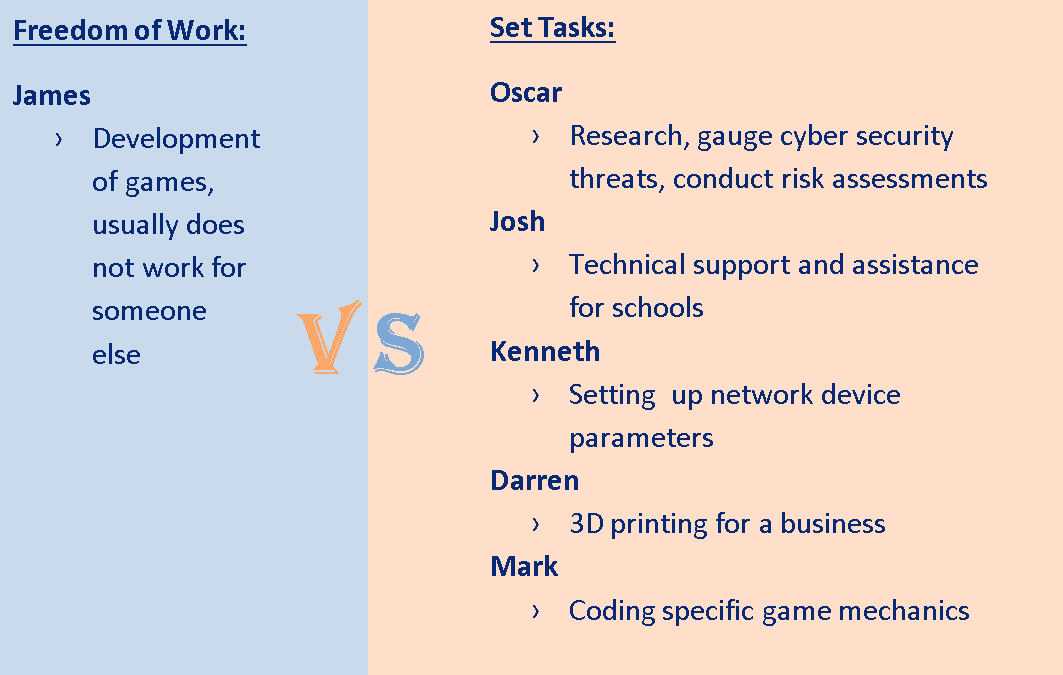 Freedom of Work:
James
› Development
of games,
usually does
not work for
someone
else
VS
Set Tasks:
Oscar
› Research, gauge cyber security
threats, conduct risk assessments
Josh
› Technical support and assistance
for schools
Kenneth
› Setting  up network device
parameters
Darren
› 3D printing for a business
Mark
› Coding specific game mechanics